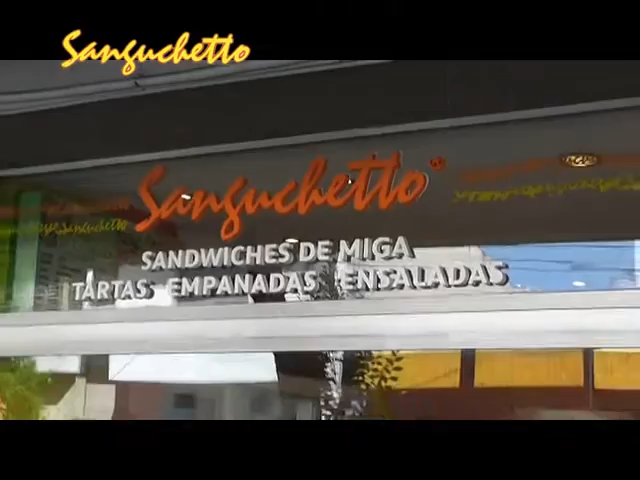 Sanguchetto
Sanguchetto®
SANDWICHES DE MIGA
TARTAS EMPANADAS ENSALADAS